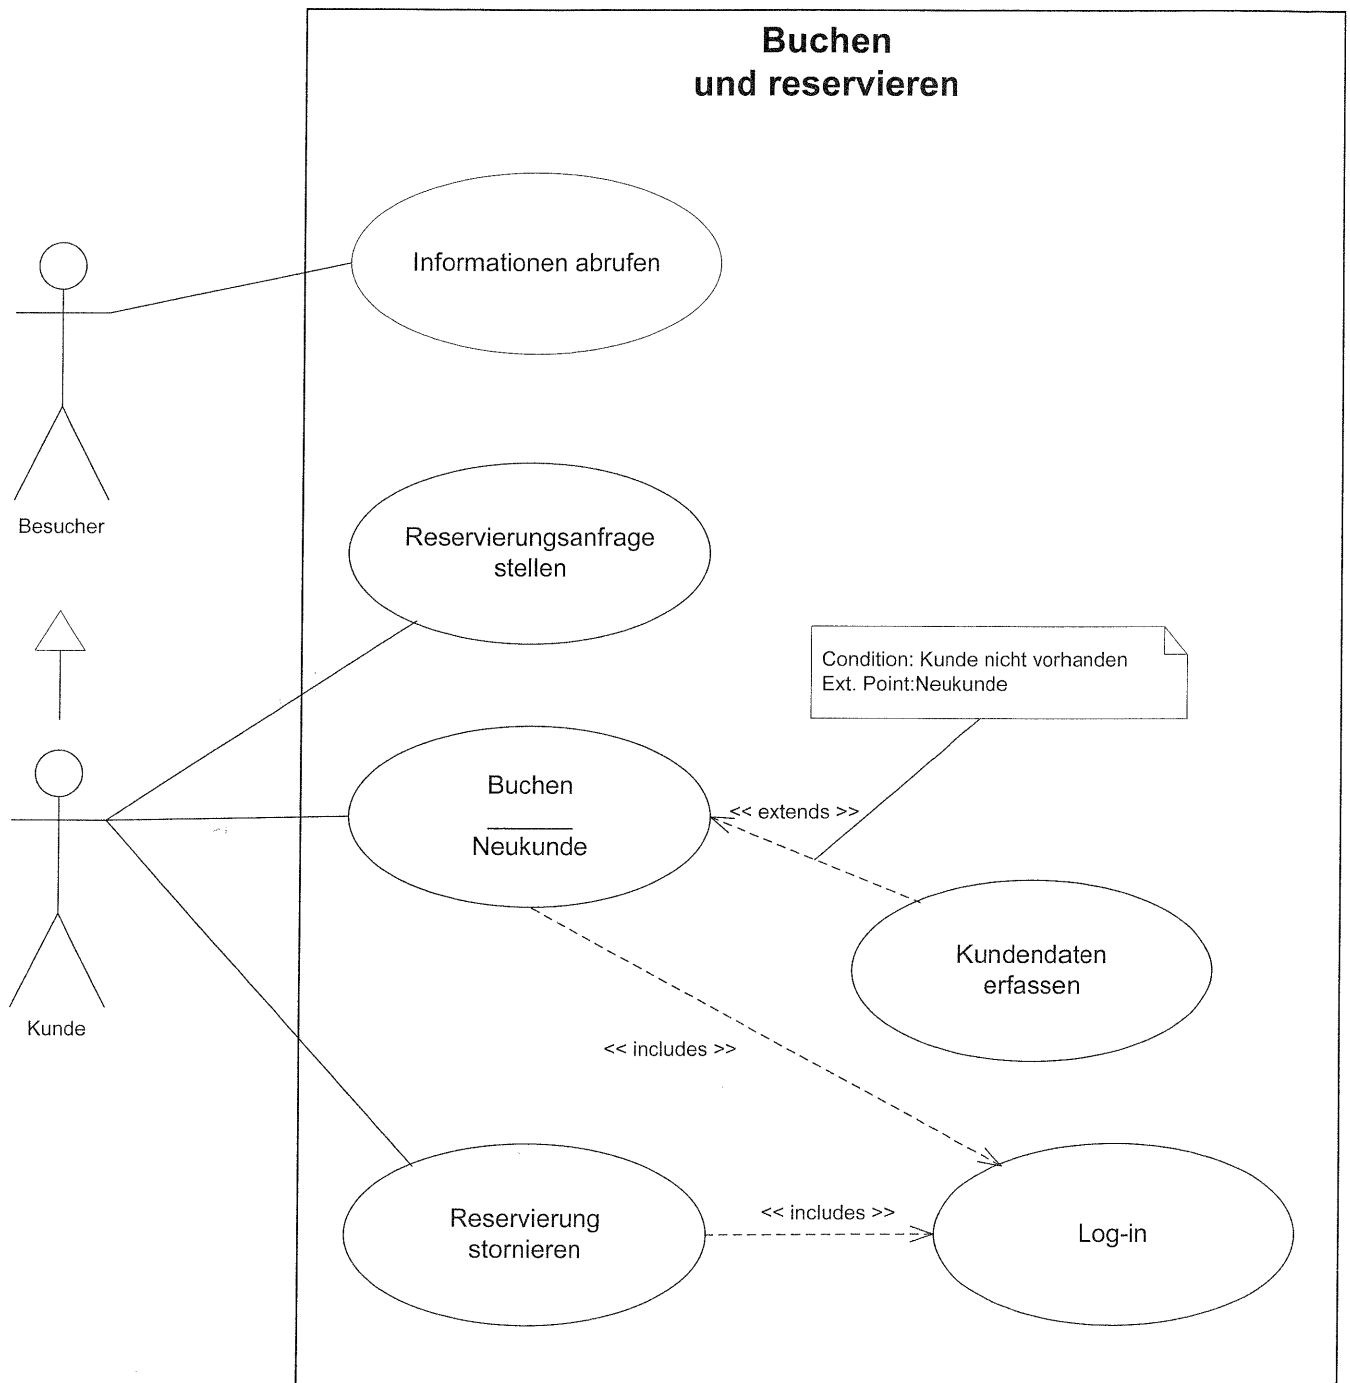 Buchen
und reservieren
Informationen abrufen
Besucher
Reservierungsanfrage
stellen
Condition: Kunde nicht vorhanden
Ext. Point:Neukunde
Buchen
Neukunde
<< extends >>
Kundendaten
erfassen
Kunde
<< includes >>
Reservierung
stornieren
<< includes >>
Log-in